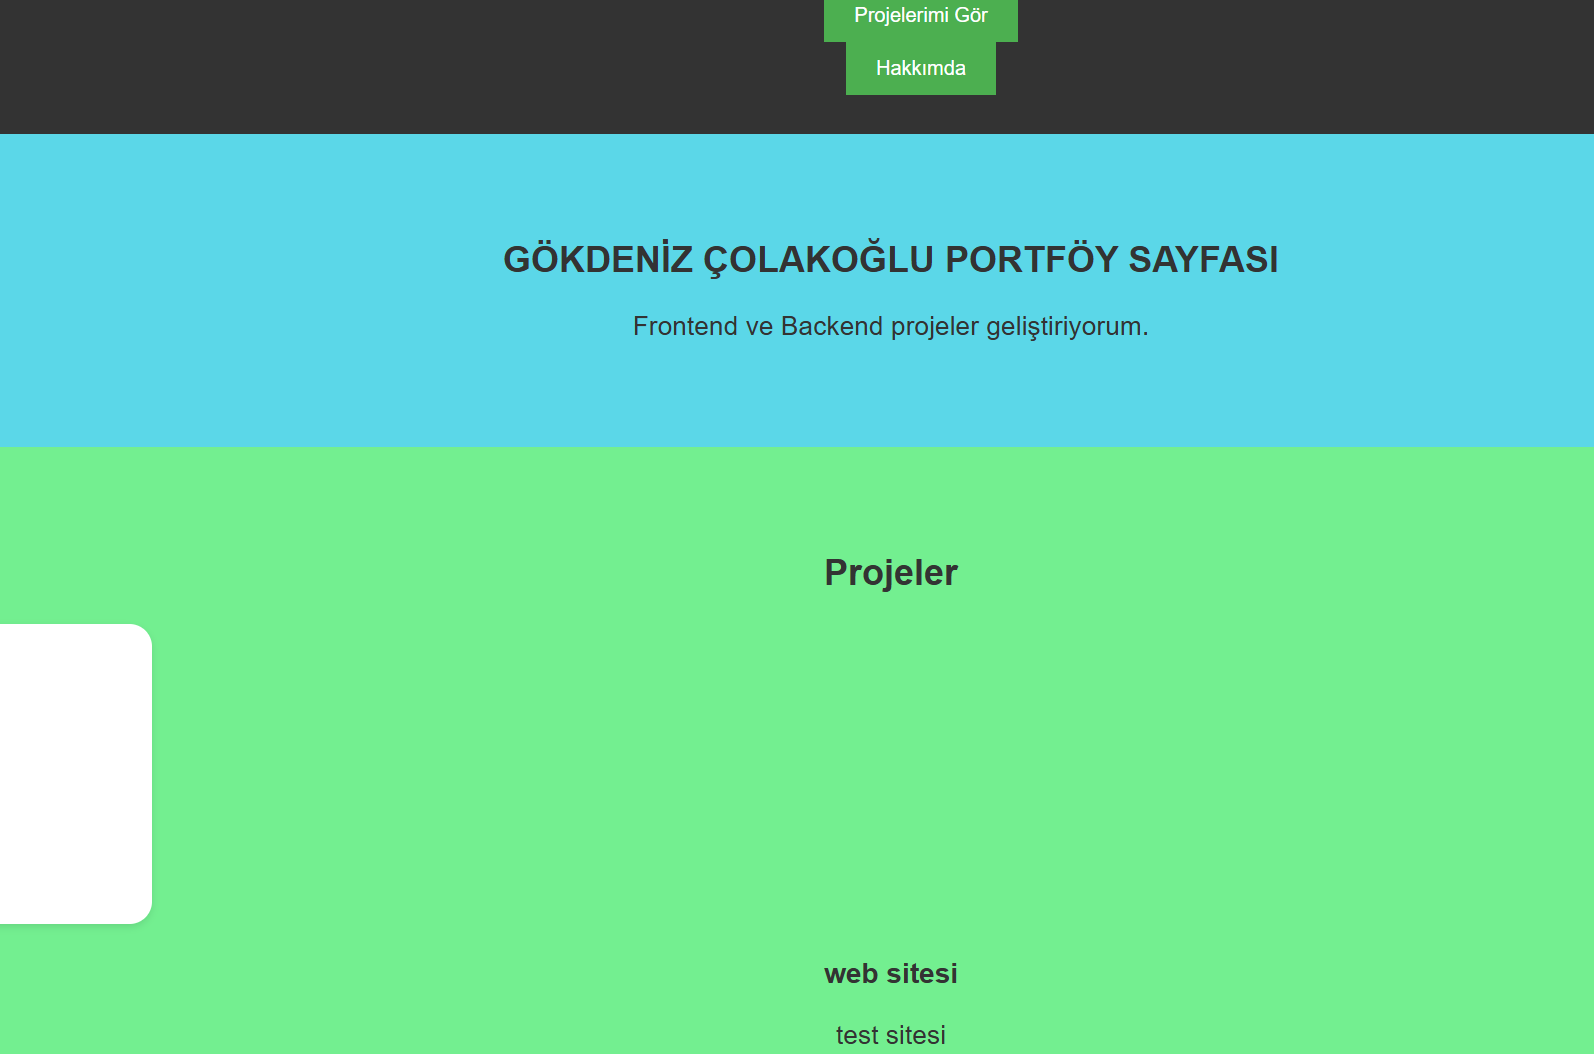 Projelerimi Gör
Hakkımda
GÖKDENİZ ÇOLAKOĞLU PORTFÖY SAYFASI
Frontend ve Backend projeler geliştiriyorum.
Projeler
web sitesi
test sitesi